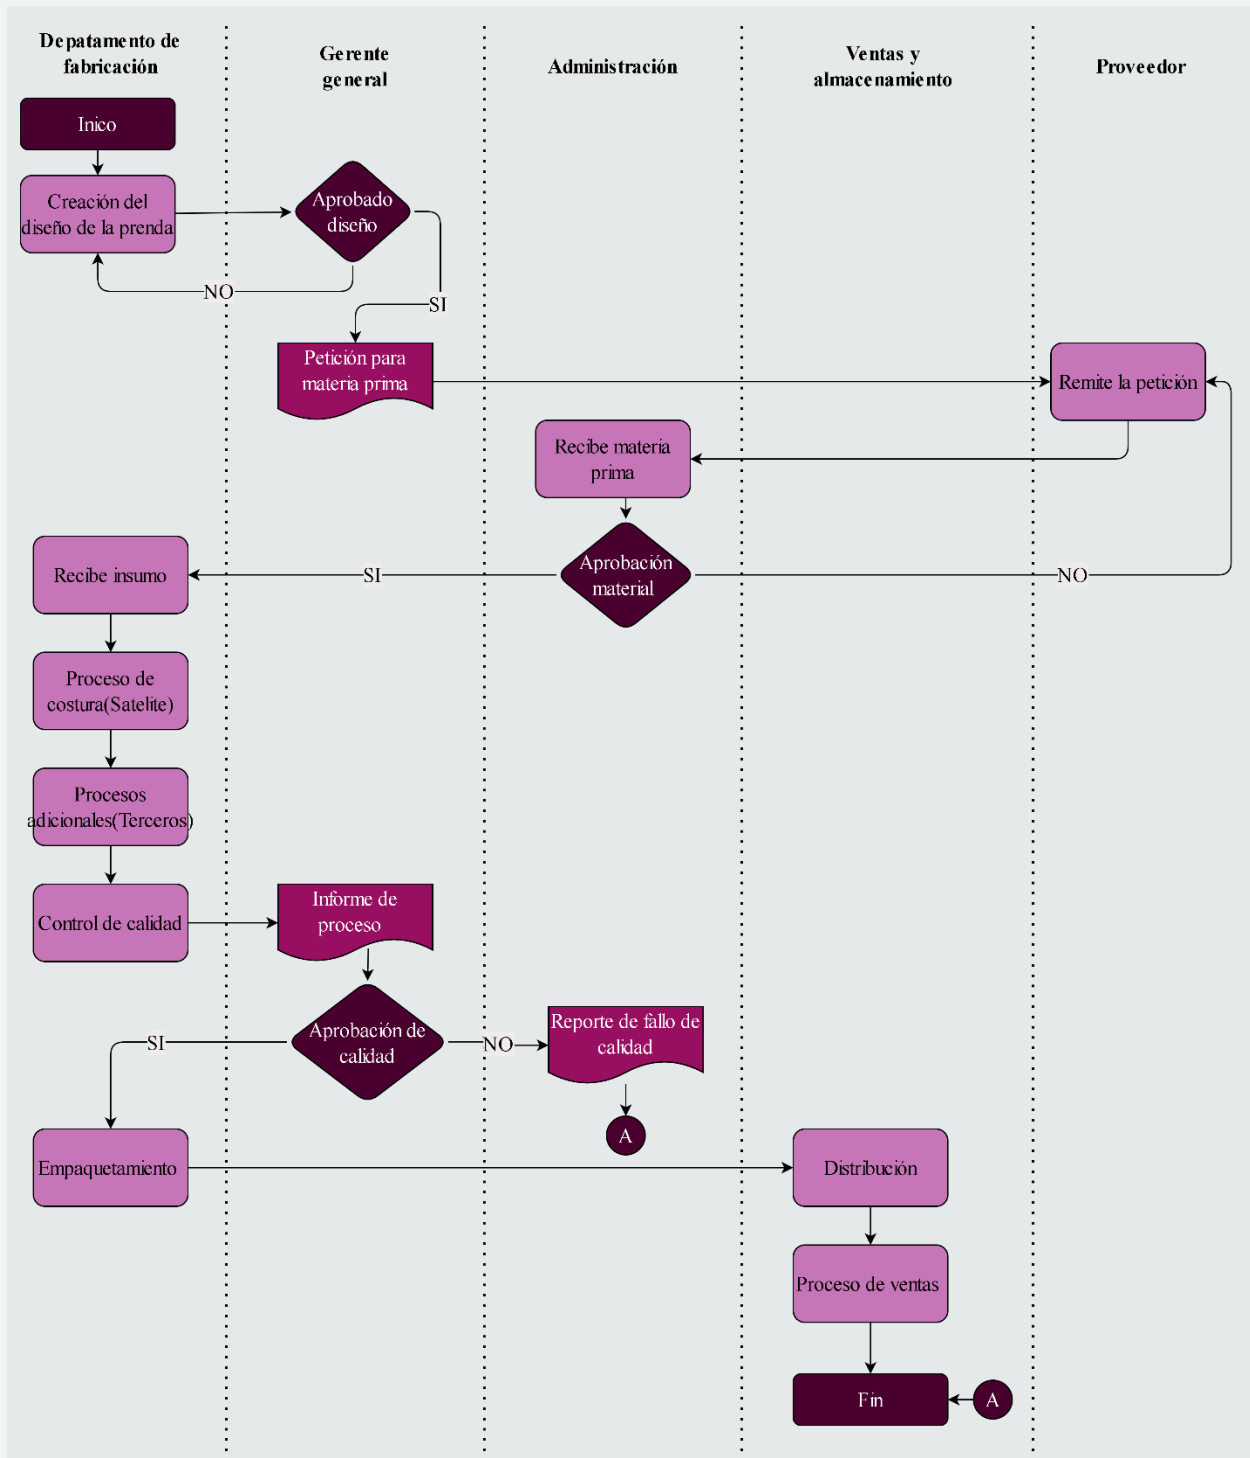 Depatamento de
fabricación
Gerente
general
Administración
Ventas y
almacenamiento
Proveedor
Inico
Creación del
diseño de la prenda
Aprobado
diseño
NO
SI
Petición para
materia prima
Remite la petición
Recibe materia
prima
Aprobación
material
SI
NO
Recibe insumo
Proceso de
costura(Satelite)
Procesos
adicionales(Terceros)
Control de calidad
Informe de
proceso
Aprobación de
calidad
SI
NO
Reporte de fallo de
calidad
A
Empaquetamiento
Distribución
Proceso de ventas
Fin
A